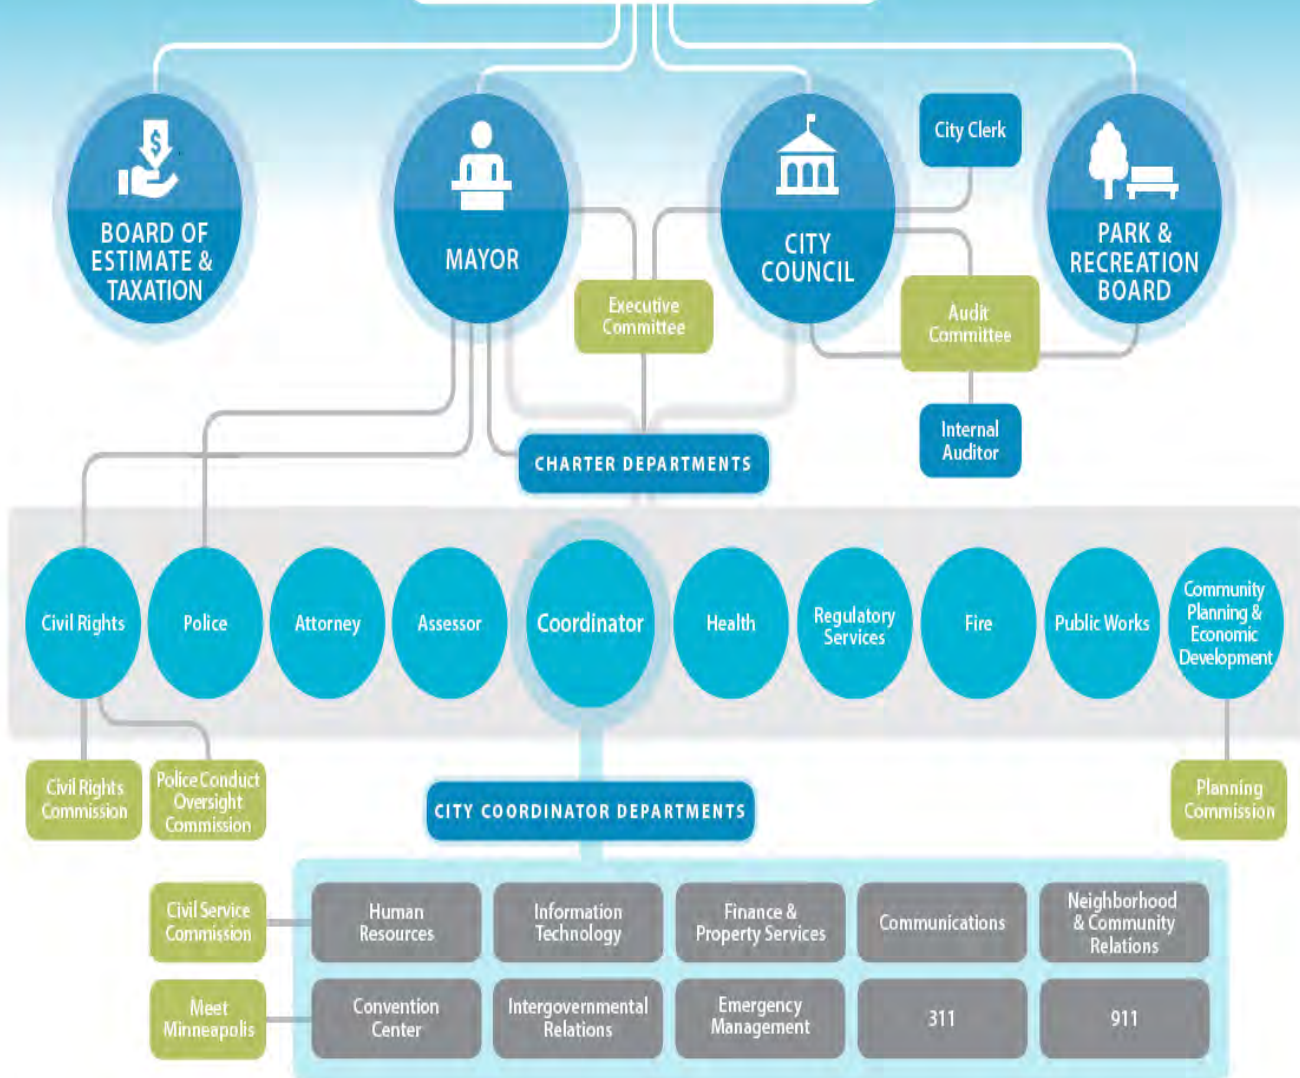 $
BOARD OF
ESTIMATE &
TAXATION
MAYOR
CITY
COUNCIL
City Clerk
PARK &
RECREATION
BOARD
Executive
Committee
Audit
Committee
Internal
Auditor
CHARTER DEPARTMENTS
Civil Rights
Police
Attorney
Assessor
Coordinator
Health
Regulatory
Services
Fire
Public Works
Community
Planning &
Economic
Development
Civil Rights
Commission
Police Conduct
Oversight
Commission
CITY COORDINATOR DEPARTMENTS
Planning
Commission
Civil Service
Commission
Human
Resources
Information
Technology
Finance &
Property Services
Communications
Neighborhood
& Community
Relations
Meet
Minneapolis
Convention
Center
Intergovernmental
Relations
Emergency
Management
311
911